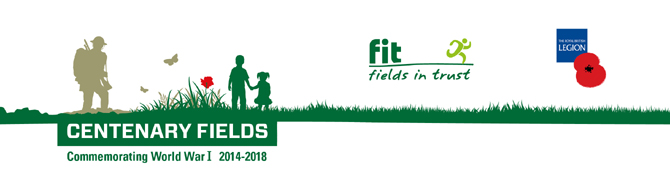 fit
fields in trust
THE ROYAL BRITISH
LEGION
CENTENARY FIELDS
Commemorating World War I 2014-2018